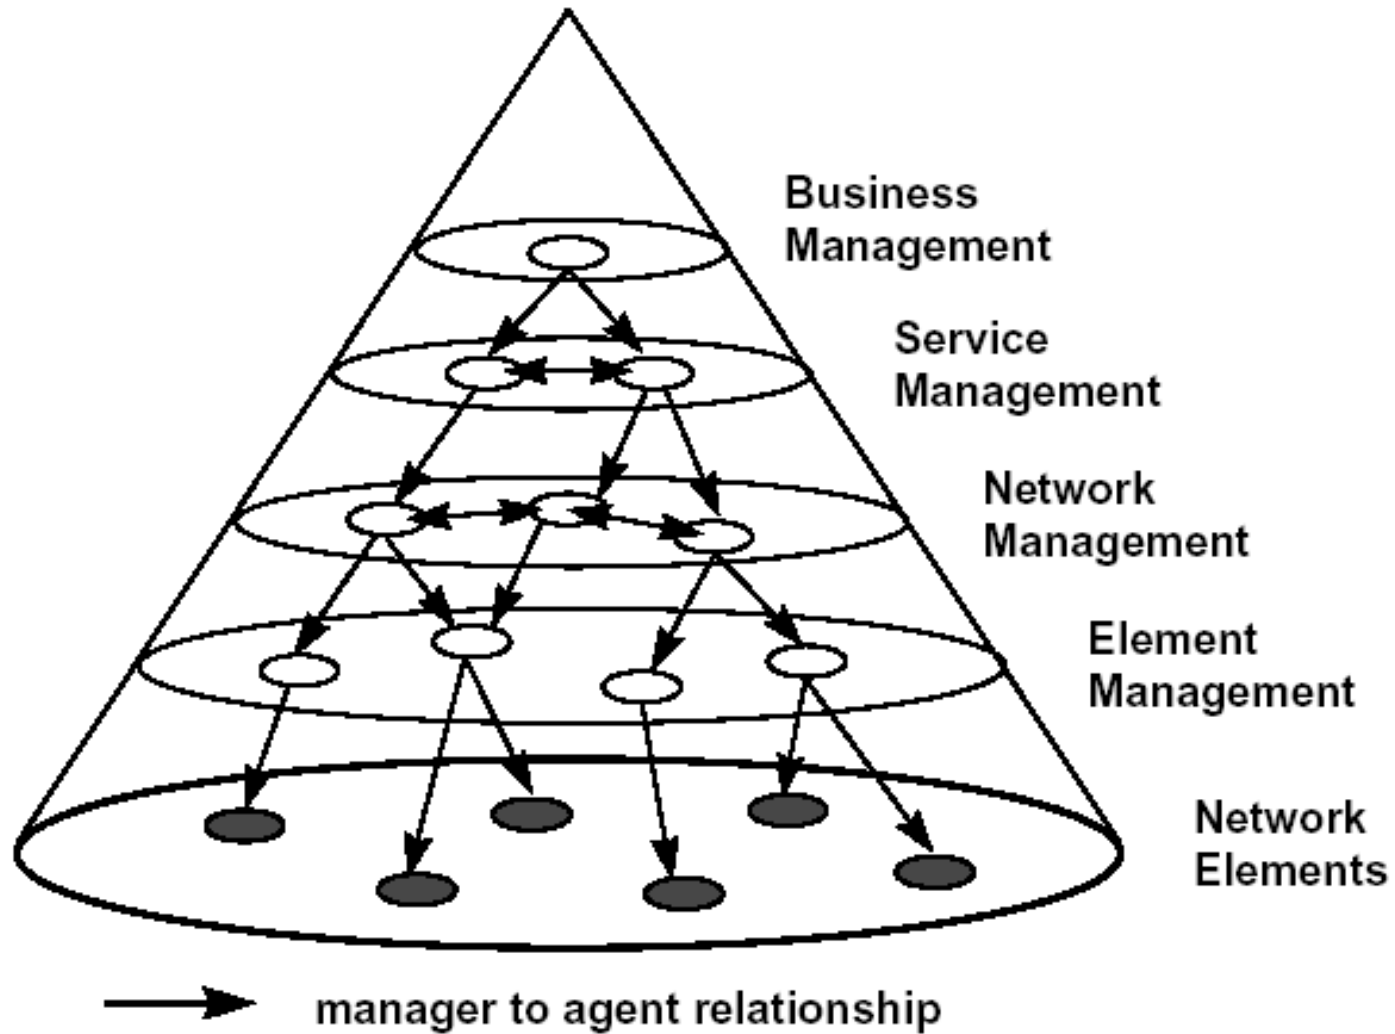 Business
Management
Service
Management
Network
Management
Element
Management
Network
Elements
manager to agent relationship